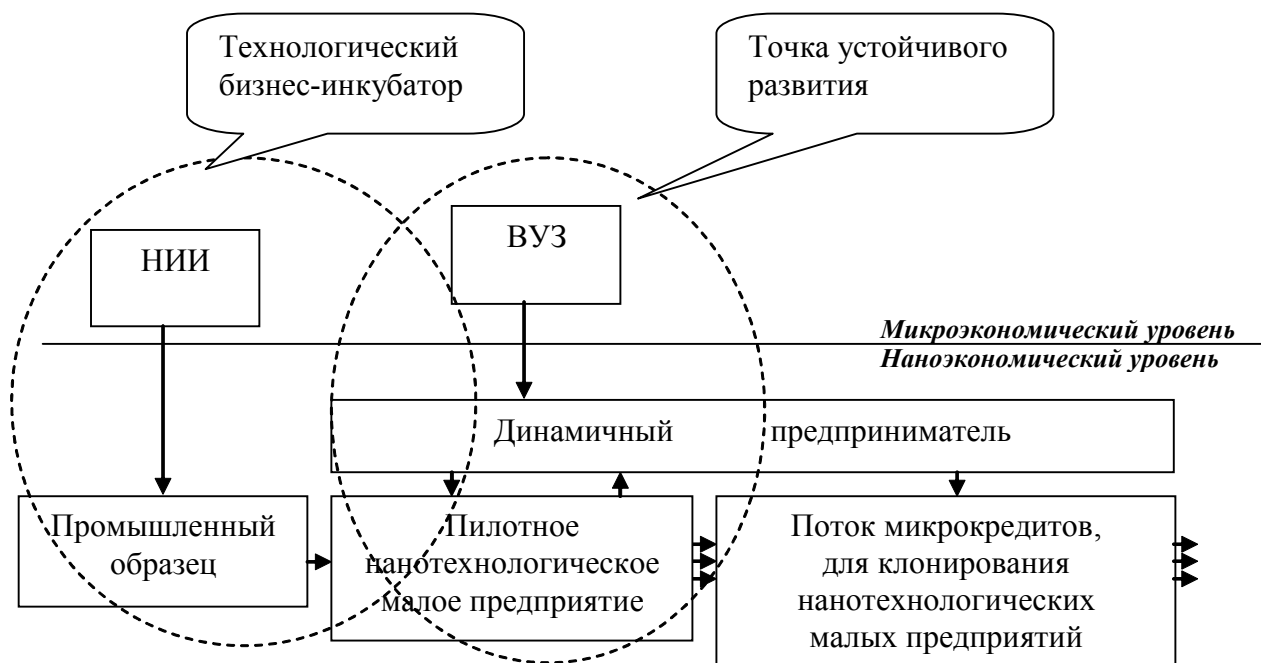 Технологический
бизнес-инкубатор
Точка устойчивого
развития
НИИ
ВУЗ
Микроэкономический уровень
Наноэкономический уровень
Динамичный предприниматель
Промышленный
образец
Пилотное
нанотехнологическое
малое предприятие
Поток микрокредитов,
для клонирования
нанотехнологических
малых предприятий